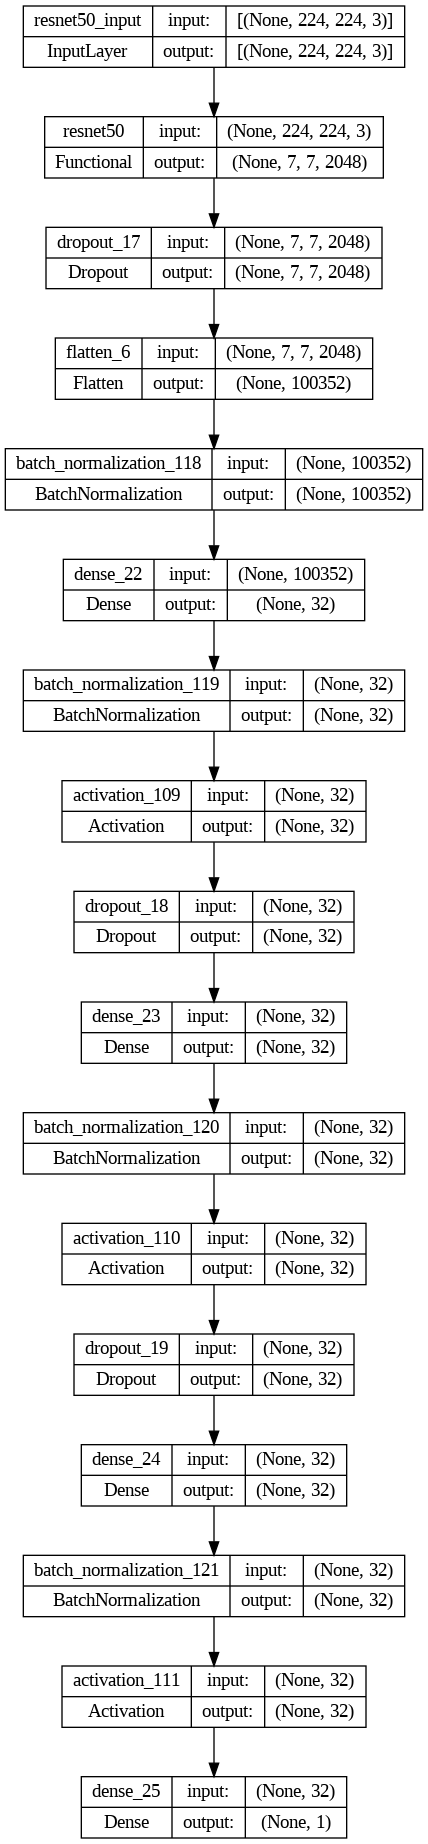 resnet50_input input: [(None, 224, 224, 3)]
InputLayer output: [(None, 224, 224, 3)]
resnet50 input: (None, 224, 224, 3)
Functional output: (None, 7, 7, 2048)
dropout_17 input: (None, 7, 7, 2048)
Dropout output: (None, 7, 7, 2048)
flatten_6 input: (None, 7, 7, 2048)
Flatten output: (None, 100352)
batch_normalization_118 input: (None, 100352)
BatchNormalization output: (None, 100352)
dense_22 input: (None, 100352)
Dense output: (None, 32)
batch_normalization_119 input: (None, 32)
BatchNormalization output: (None, 32)
activation_109 input: (None, 32)
Activation output: (None, 32)
dropout_18 input: (None, 32)
Dropout output: (None, 32)
dense_23 input: (None, 32)
Dense output: (None, 32)
batch_normalization_120 input: (None, 32)
BatchNormalization output: (None, 32)
activation_110 input: (None, 32)
Activation output: (None, 32)
dropout_19 input: (None, 32)
Dropout output: (None, 32)
dense_24 input: (None, 32)
Dense output: (None, 32)
batch_normalization_121 input: (None, 32)
BatchNormalization output: (None, 32)
activation_111 input: (None, 32)
Activation output: (None, 32)
dense_25 input: (None, 32)
Dense output: (None, 1)